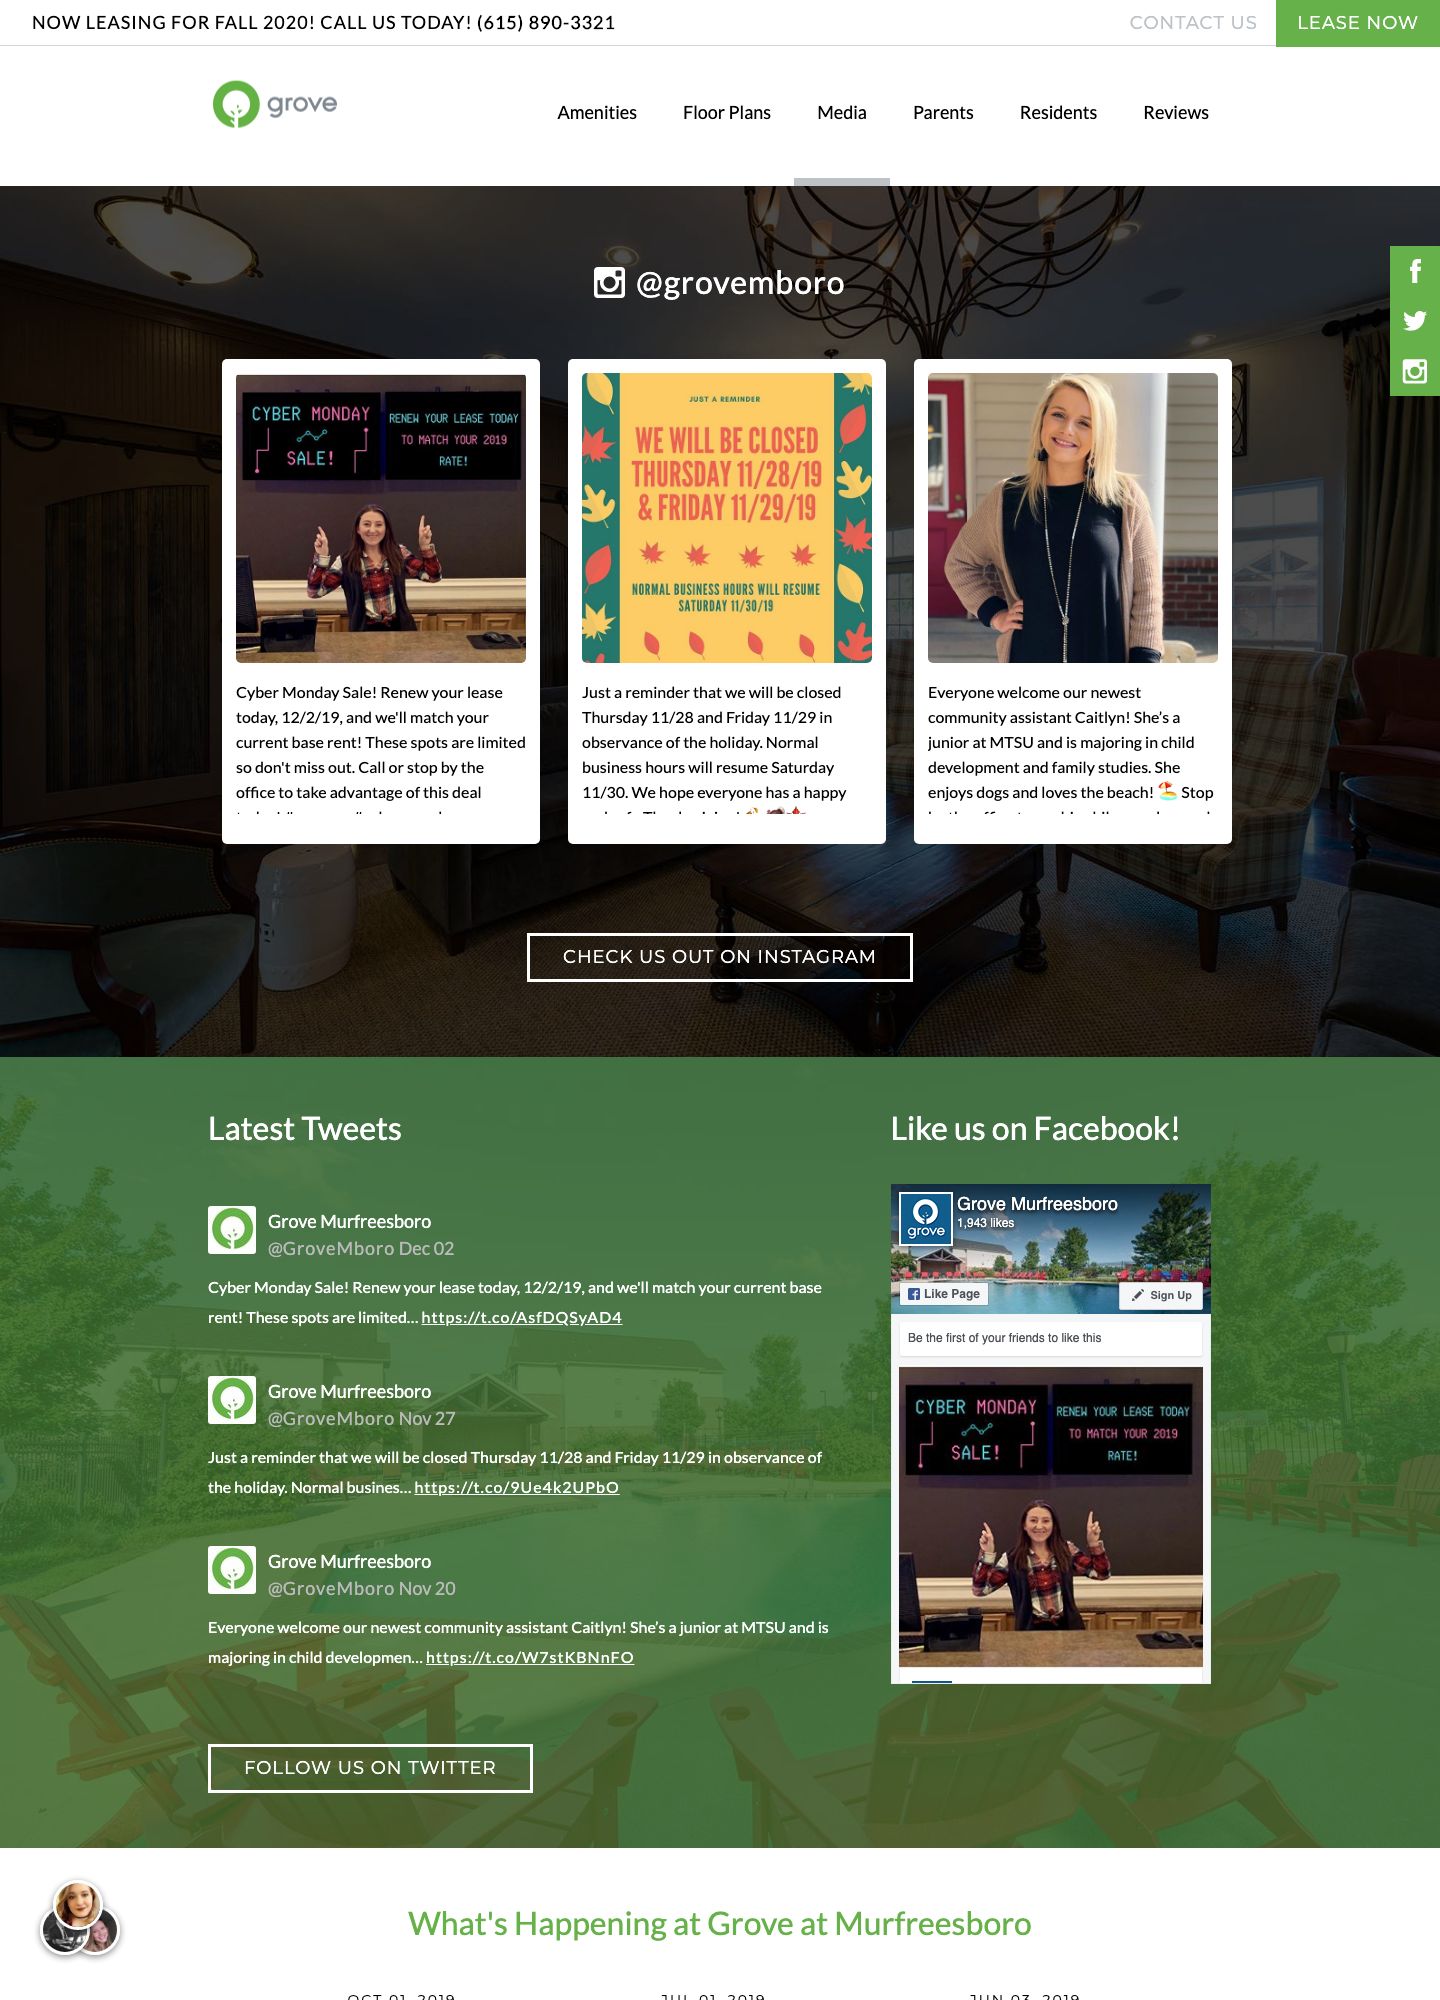 NOW LEASING FOR FALL 2020! CALL US TODAY! (615) 890-3321
CONTACT US
LEASE NOW
grove
Amenities
Floor Plans
Media
Parents
Residents
Reviews
@grovemboro
CYBER MONDAY
SALE!
RENEW YOUR LEASE TODAY
TO MATCH YOUR 2019
RATE!
Cyber Monday Sale! Renew your lease
today, 12/2/19, and we'll match your
current base rent! These spots are limited
so don't miss out. Call or stop by the
office to take advantage of this deal
JUST A REMINDER
WE WILL BE CLOSED
THURSDAY 11/28/19
& FRIDAY 11/29/19
NORMAL BUSINESS HOURS WILL RESUME
SATURDAY 11/30/19
Just a reminder that we will be closed
Thursday 11/28 and Friday 11/29 in
observance of the holiday. Normal
business hours will resume Saturday
11/30. We hope everyone has a happy
Everyone welcome our newest
community assistant Caitlyn! She's a
junior at MTSU and is majoring in child
development and family studies. She
enjoys dogs and loves the beach! 🏖 Stop
CHECK US OUT ON INSTAGRAM
Latest Tweets
Grove Murfreesboro
@GroveMboro Dec 02
Cyber Monday Sale! Renew your lease today, 12/2/19, and we'll match your current base
rent! These spots are limited... https://t.co/AsfDQSyAD4
Grove Murfreesboro
@GroveMboro Nov 27
Just a reminder that we will be closed Thursday 11/28 and Friday 11/29 in observance of
the holiday. Normal busines... https://t.co/9Ue4k2UPbO
Grove Murfreesboro
@GroveMboro Nov 20
Everyone welcome our newest community assistant Caitlyn! She's a junior at MTSU and is
majoring in child developmen... https://t.co/W7stKBNnFO
FOLLOW US ON TWITTER
Like us on Facebook!
grove
Grove Murfreesboro
1,943 likes
Like Page
Sign Up
Be the first of your friends to like this
CYBER MONDAY
SALE!
RENEW YOUR LEASE TODAY
TO MATCH YOUR 2019
RATE!
What's Happening at Grove at Murfreesboro
OCT 01, 2019
JUL 01, 2019
JUN 03, 2019